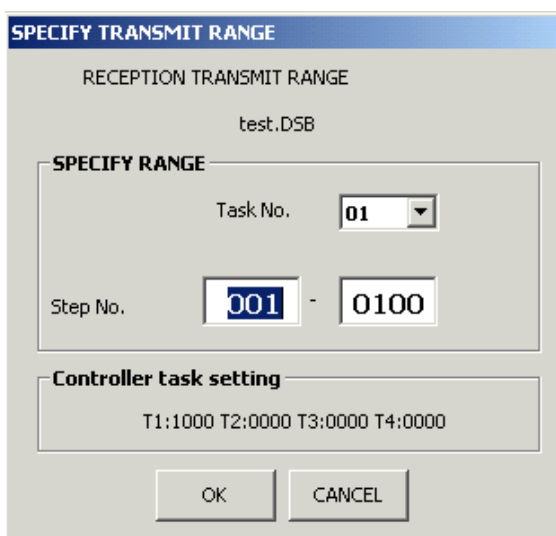 SPECIFY TRANSMIT RANGE
RECEPTION TRANSMIT RANGE
test.DSB
SPECIFY RANGE
Task No. 01
Step No. 001 - 0100
Controller task setting
T1:1000 T2:0000 T3:0000 T4:0000
OK CANCEL